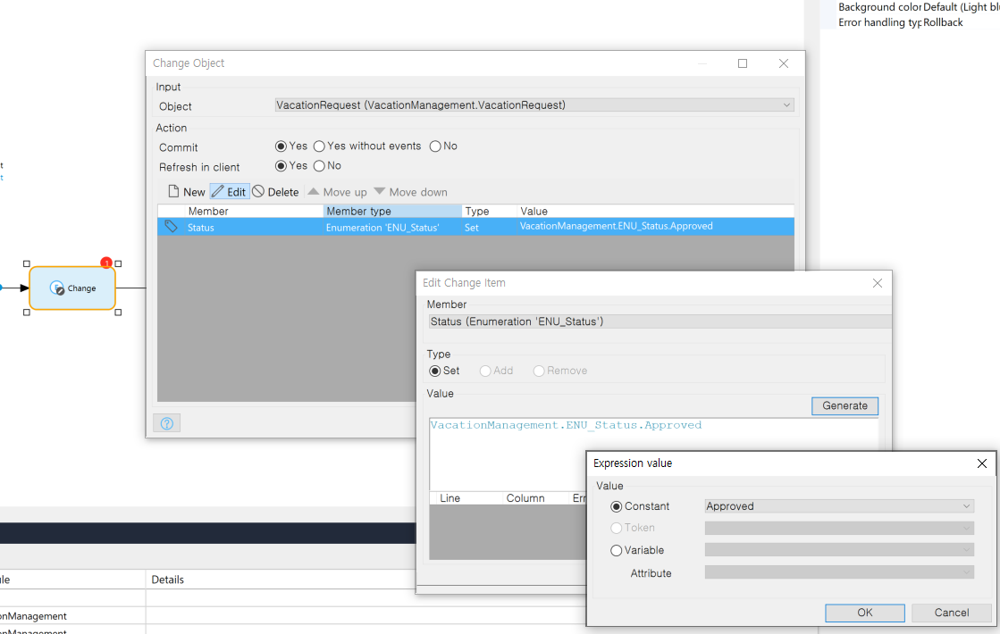 Background color Default (Light bl
Error handling typ Rollback
Change Object
Input
Object VacationRequest (VacationManagement.VacationRequest)
Action
Commit Yes Yes without events No
Refresh in client Yes No
New Edit Delete Move up Move down
Member Member type Type Value
Status Enumeration 'ENU_Status' Set VacationManagement.ENU_Status.Approved
t
t
1
Change
Edit Change Item
Member
Status (Enumeration 'ENU_Status')
Type
Set Add Remove
Value
Generate
VacationManagement.ENU_Status.Approved
Line Column Err
Expression value
Value
Constant Approved
Token
Variable
Attribute
OK Cancel
ule Details
onManagement
onManagement